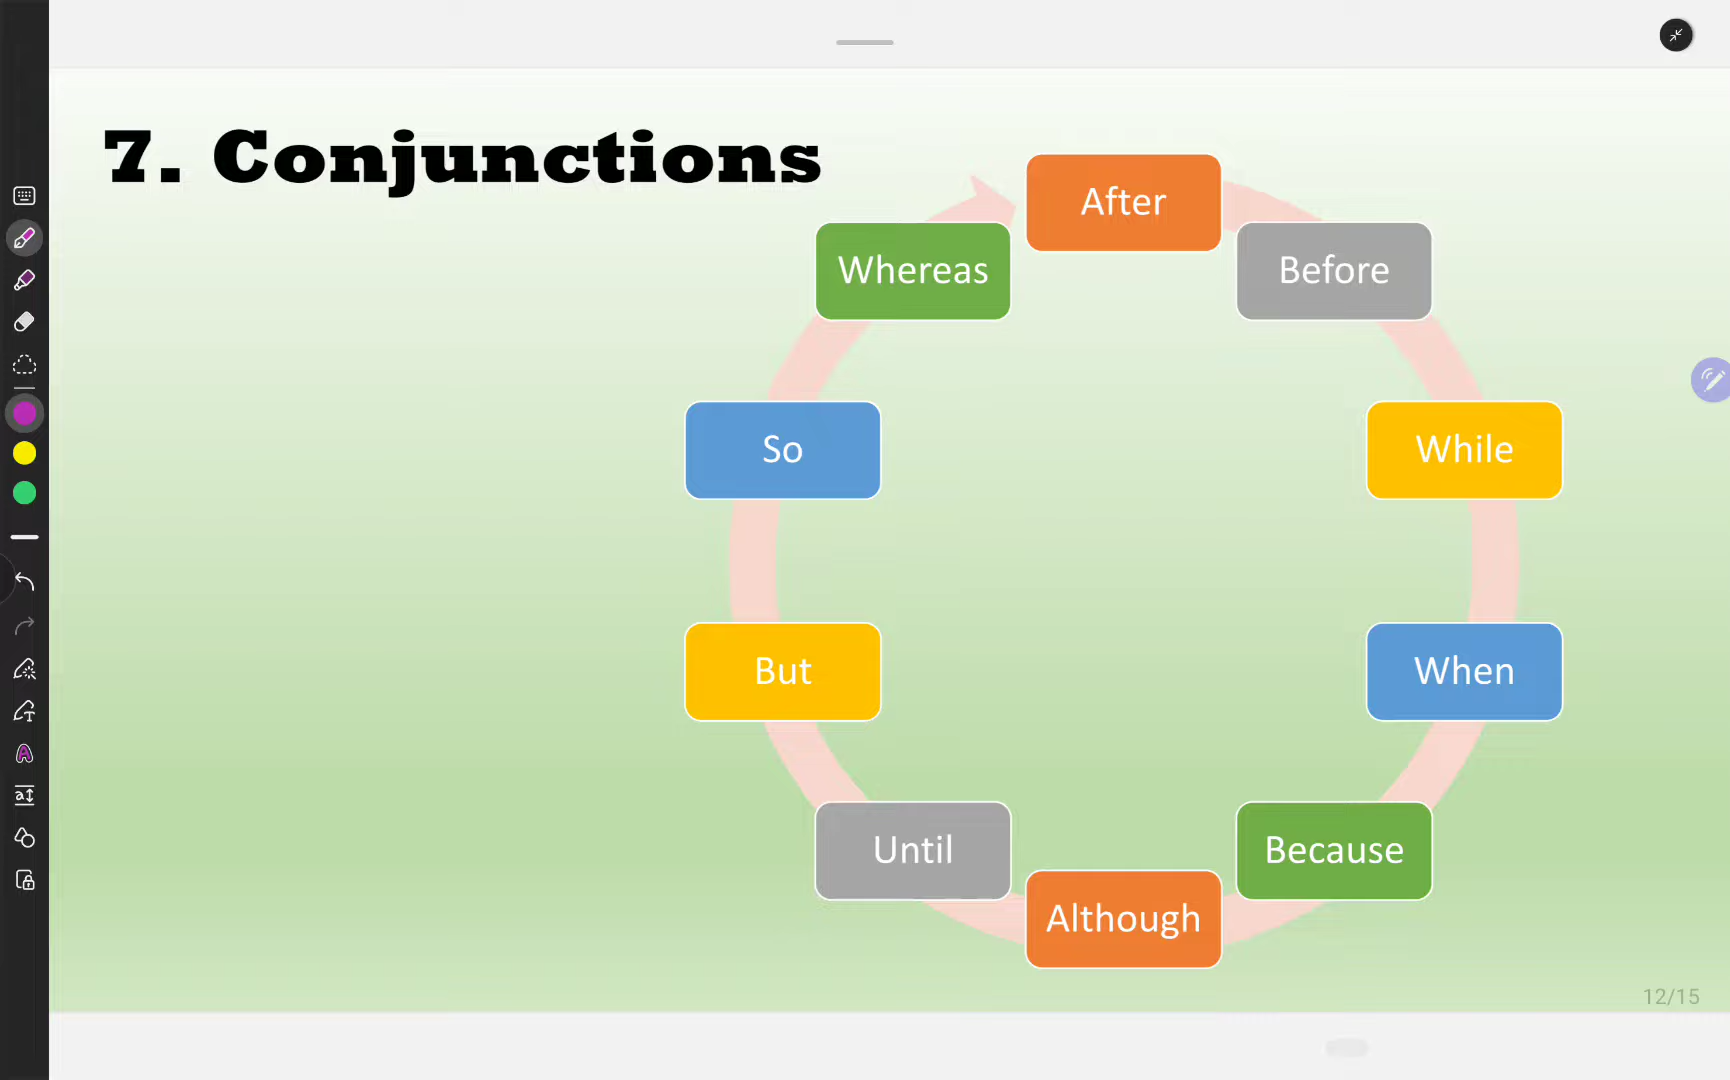 7. Conjunctions
After
Before
While
When
Because
Although
Until
But
So
Whereas
12/15